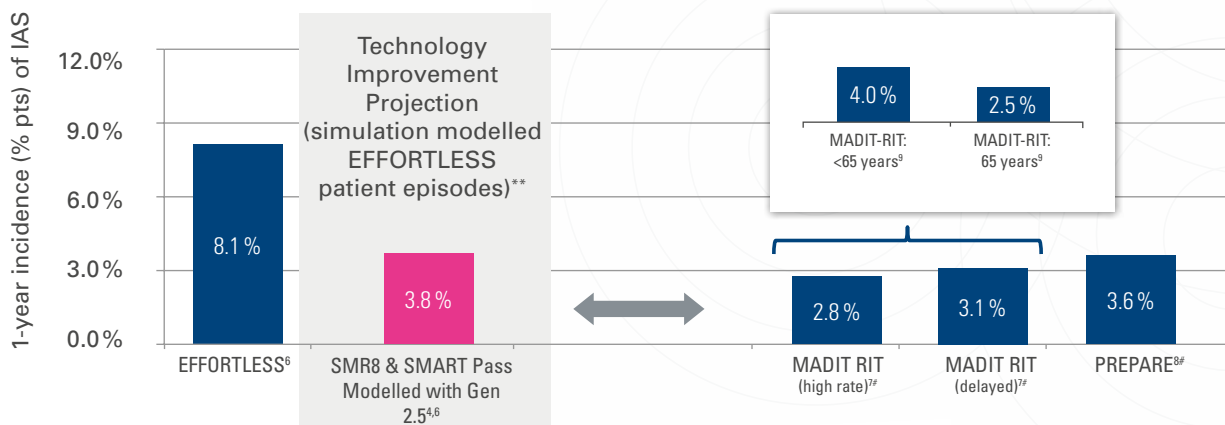 1-year incidence (% pts) of IAS
12.0%
9.0%
6.0%
3.0%
0.0%
8.1 %
EFFORTLESS⁶
Technology
Improvement
Projection
(simulation modelled
EFFORTLESS
patient episodes)**
3.8 %
SMR8 & SMART Pass
Modelled with Gen
2.5⁴,⁶
4.0 %
2.5 %
MADIT-RIT:
<65 years⁹
MADIT-RIT:
65 years⁹
2.8 %
3.1 %
3.6 %
MADIT RIT
(high rate)⁷#
MADIT RIT
(delayed)⁷#
PREPARE⁸#